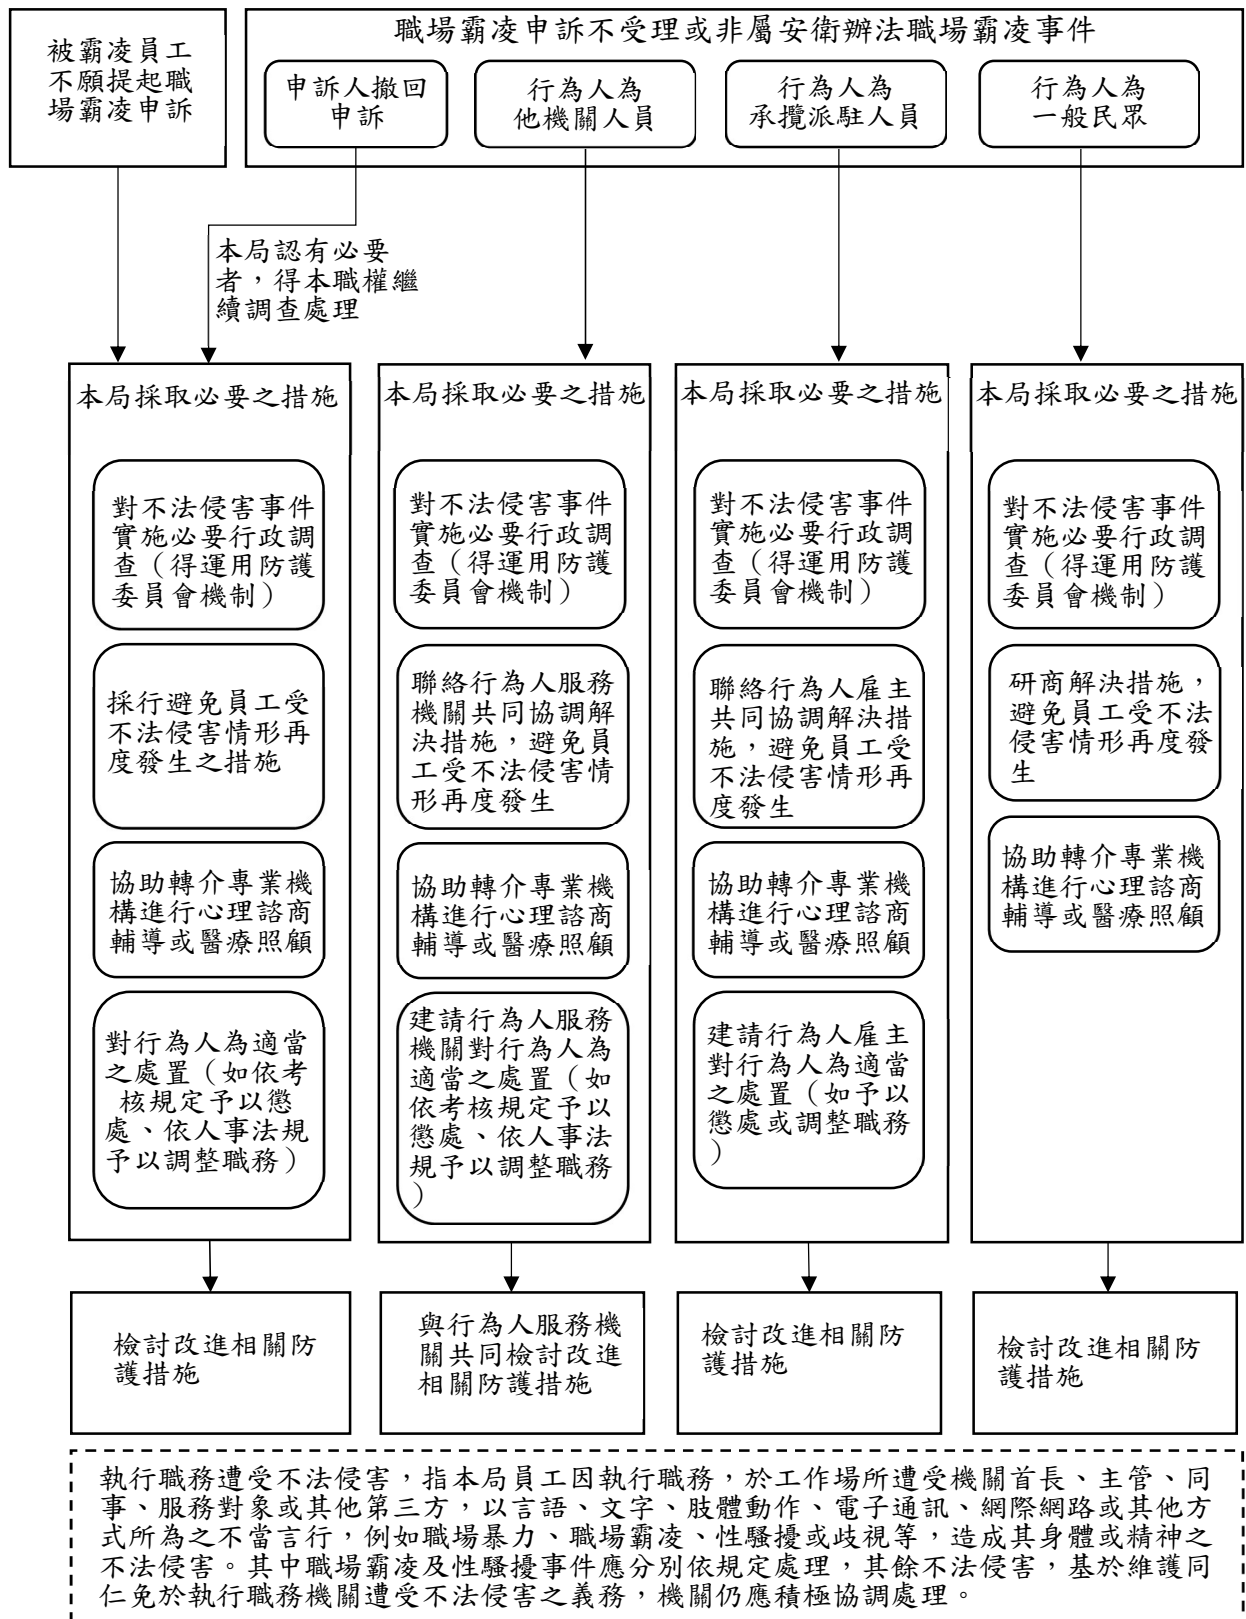 被霸凌員工
不願提起職
場霸凌申訴
職場霸凌申訴不受理或非屬安衛辦法職場霸凌事件
申訴人撤回
申訴
行為人為
他機關人員
行為人為
承攬派駐人員
行為人為
一般民眾
本局認有必要
者，得本職權繼
續調查處理
本局採取必要之措施
對不法侵害事件
實施必要行政調
查（得運用防護
委員會機制）
採行避免員工受
不法侵害情形再
度發生之措施
協助轉介專業機
構進行心理諮商
輔導或醫療照顧
對行為人為適當
之處置（如依考
核規定予以懲
處、依人事法規
予以調整職務）
檢討改進相關防
護措施
本局採取必要之措施
對不法侵害事件
實施必要行政調
查（得運用防護
委員會機制）
聯絡行為人服務
機關共同協調解
決措施，避免員
工受不法侵害情
形再度發生
協助轉介專業機
構進行心理諮商
輔導或醫療照顧
建請行為人服務
機關對行為人為
適當之處置（如
依考核規定予以
懲處、依人事法
規予以調整職務
）
與行為人服務機
關共同檢討改進
相關防護措施
本局採取必要之措施
對不法侵害事件
實施必要行政調
查（得運用防護
委員會機制）
聯絡行為人雇主
共同協調解決措
施，避免員工受
不法侵害情形再
度發生
協助轉介專業機
構進行心理諮商
輔導或醫療照顧
建請行為人雇主
對行為人為適當
之處置（如予以
懲處或調整職務
）
檢討改進相關防
護措施
本局採取必要之措施
對不法侵害事件
實施必要行政調
查（得運用防護
委員會機制）
研商解決措施，
避免員工受不法
侵害情形再度發
生
協助轉介專業機
構進行心理諮商
輔導或醫療照顧
檢討改進相關防
護措施
執行職務遭受不法侵害，指本局員工因執行職務，於工作場所遭受機關首長、主管、同
事、服務對象或其他第三方，以言語、文字、肢體動作、電子通訊、網際網路或其他方
式所為之不當言行，例如職場暴力、職場霸凌、性騷擾或歧視等，造成其身體或精神之
不法侵害。其中職場霸凌及性騷擾事件應分別依規定處理，其餘不法侵害，基於維護同
仁免於執行職務機關遭受不法侵害之義務，機關仍應積極協調處理。